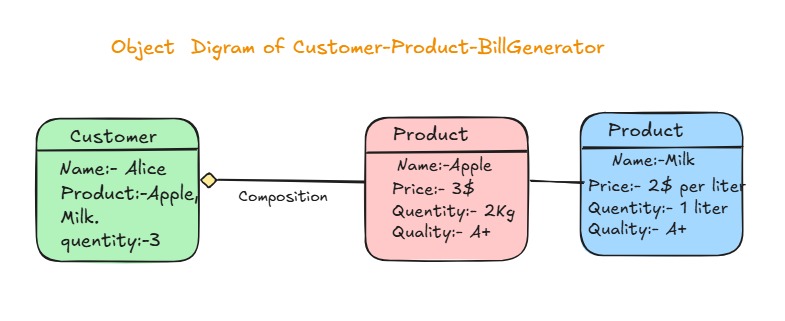 Object Digram of Customer-Product-BillGenerator
Customer
Name:- Alice
Product:-Apple,
Milk.
quentity:-3
Composition
Product
Name:-Apple
Price:- 3$
Quentity:- 2Kg
Quality:- A+
Product
Name:-Milk
Price:- 2$ per liter
Quentity:- 1 liter
Quality:- A+